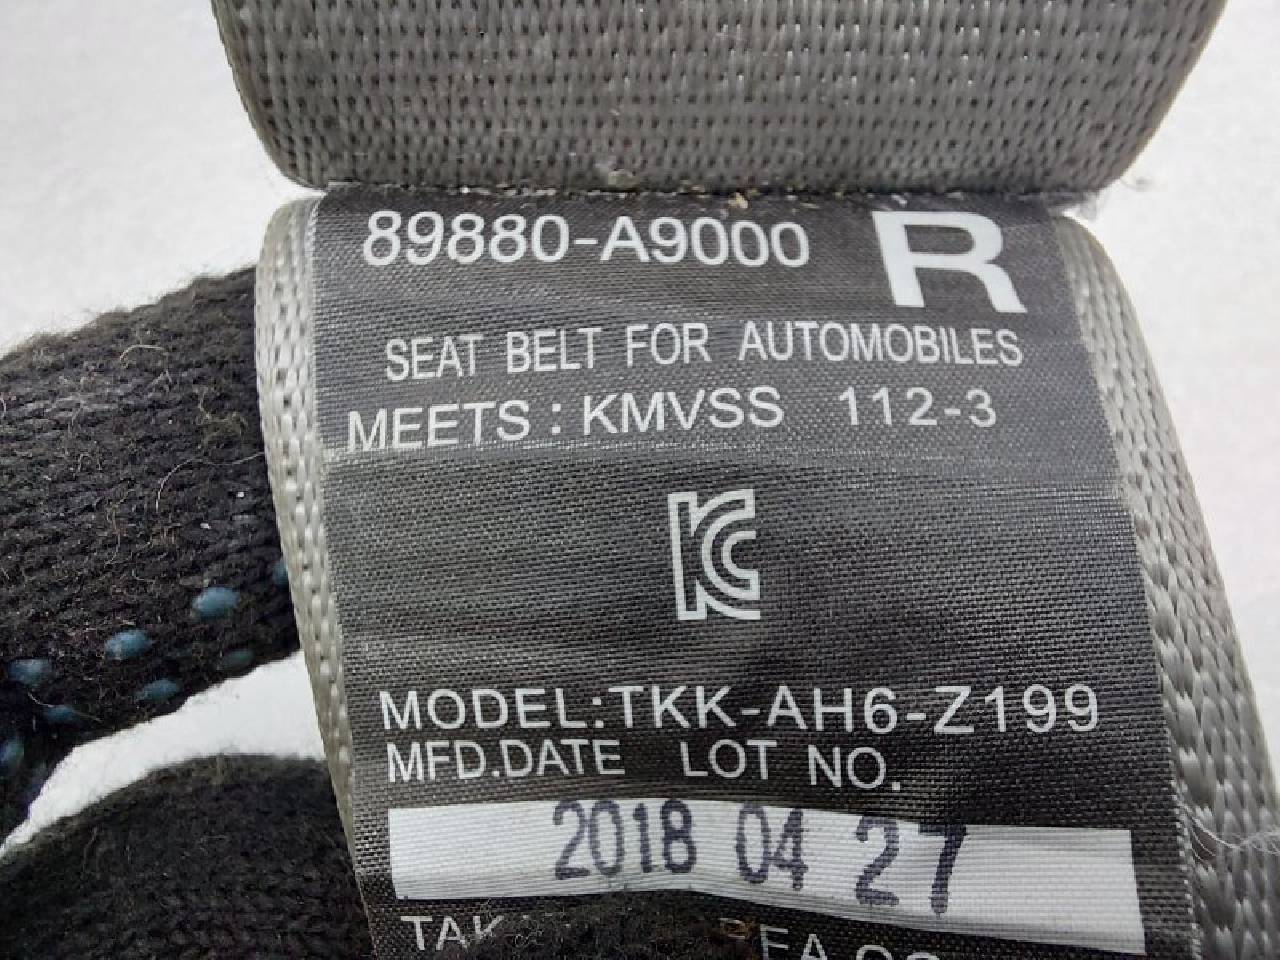 89880-A9000 R
SEAT BELT FOR AUTOMOBILES
MEETS : KMVSS 112-3
KC
MODEL:TKK-AH6-Z199
MFD.DATE LOT NO.
2018 04 27